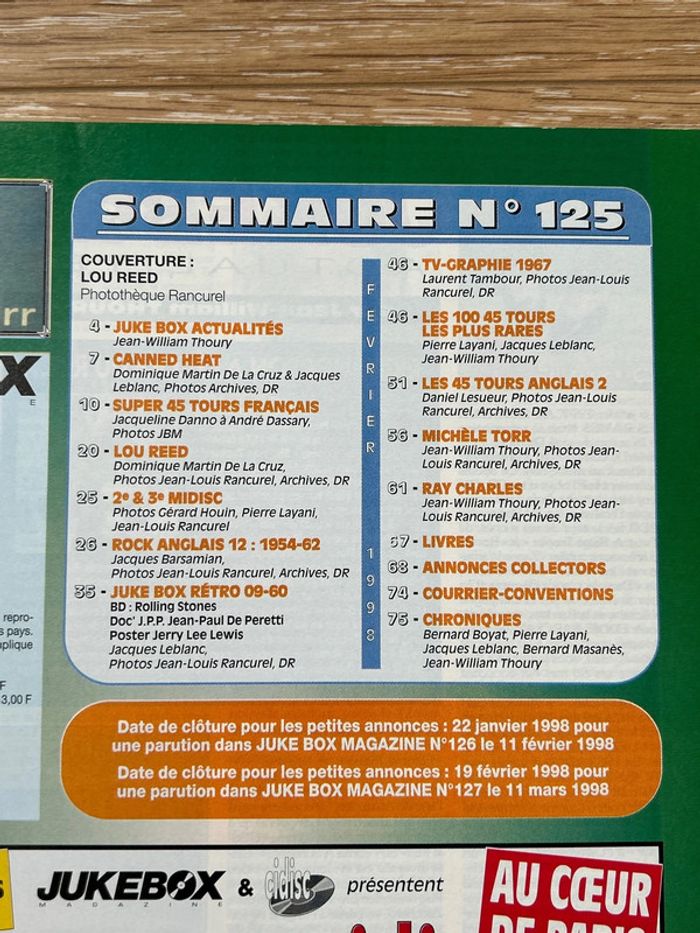 SOMMAIRE N° 125
COUVERTURE :
LOU REED
Photothèque Rancurel
4 - JUKE BOX ACTUALITÉS
Jean-William Thoury
7 - CANNED HEAT
Dominique Martin De La Cruz & Jacques
Leblanc, Photos Archives, DR
10 - SUPER 45 TOURS FRANÇAIS
Jacqueline Danno à André Dassary,
Photos JBM
20 - LOU REED
Dominique Martin De La Cruz,
Photos Jean-Louis Rancurel, Archives, DR
25 - 2e & 3e MIDISC
Photos Gérard Houin, Pierre Layani,
Jean-Louis Rancurel
26 - ROCK ANGLAIS 12 : 1954-62
Jacques Barsamian,
Photos Jean-Louis Rancurel, Archives, DR
35 - JUKE BOX RÉTRO 09-60
BD : Rolling Stones
Doc' J.P.P. Jean-Paul De Peretti
Poster Jerry Lee Lewis
Jacques Leblanc,
Photos Jean-Louis Rancurel, DR
FEVRIER 1998
46 - TV-GRAPHIE 1967
Laurent Tambour, Photos Jean-Louis
Rancurel, DR
46 - LES 100 45 TOURS
LES PLUS RARES
Pierre Layani, Jacques Leblanc,
Jean-William Thoury
51 - LES 45 TOURS ANGLAIS 2
Daniel Lesueur, Photos Jean-Louis
Rancurel, Archives, DR
56 - MICHÈLE TORR
Jean-William Thoury, Photos Jean-
Louis Rancurel, Archives, DR
61 - RAY CHARLES
Jean-William Thoury, Photos Jean-
Louis Rancurel, Archives, DR
67 - LIVRES
68 - ANNONCES COLLECTORS
74 - COURRIER-CONVENTIONS
75 - CHRONIQUES
Bernard Boyat, Pierre Layani,
Jacques Leblanc, Bernard Masanès,
Jean-William Thoury
Date de clôture pour les petites annonces : 22 janvier 1998 pour
une parution dans JUKE BOX MAGAZINE N°126 le 11 février 1998
Date de clôture pour les petites annonces : 19 février 1998 pour
une parution dans JUKE BOX MAGAZINE N°127 le 11 mars 1998
rr
X
E
repro-
s pays.
uplique
F
3,00 F
JUKEBOX & cidisc présentent
MAGAZINE
AU CŒUR
DE PARIS